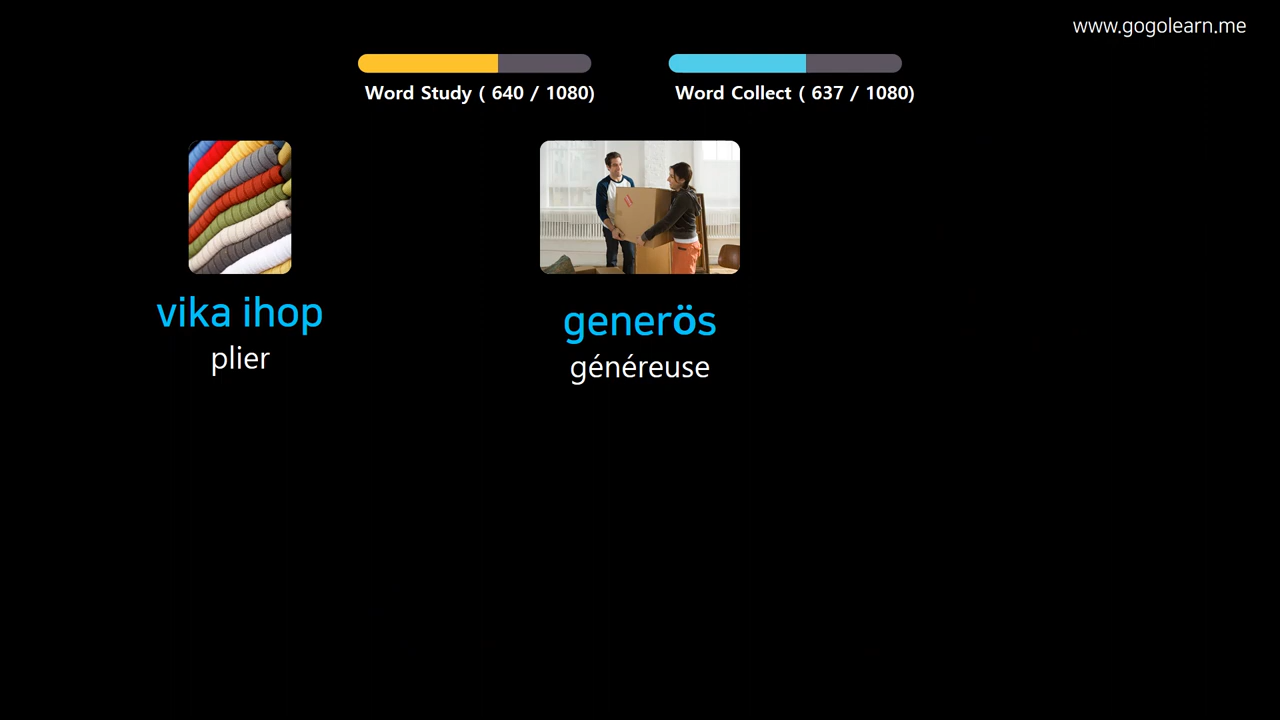 www.gogolearn.me
Word Study ( 640 / 1080)
Word Collect ( 637 / 1080)
vika ihop
plier
generös
généreuse